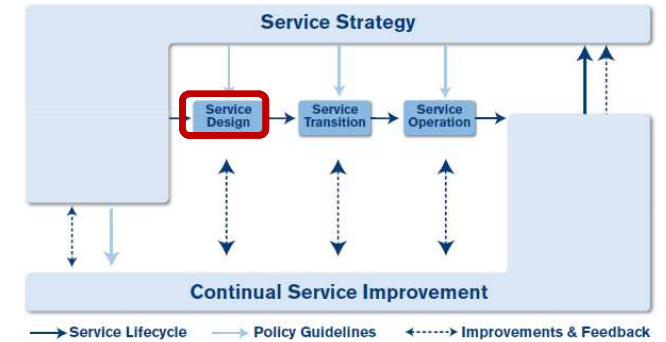 Service Strategy
Service
Design
Service
Transition
Service
Operation
Continual Service Improvement
Service Lifecycle
Policy Guidelines
Improvements & Feedback